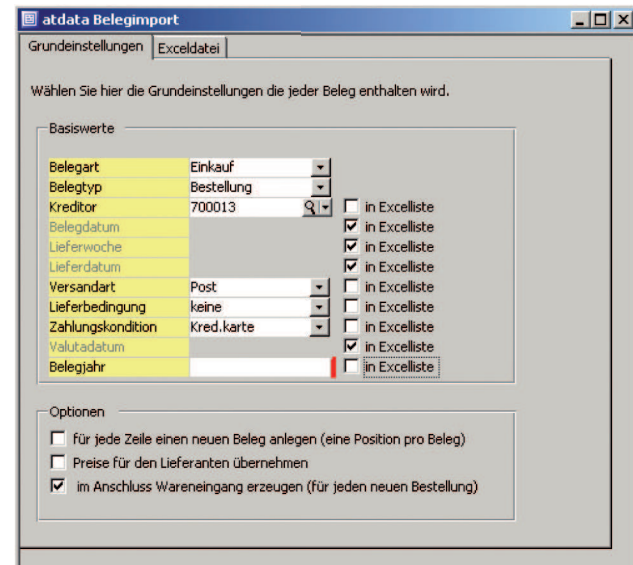 atdata Belegimport
Grundeinstellungen Exceldatei
Wählen Sie hier die Grundeinstellungen die jeder Beleg enthalten wird.
Basiswerte
Belegart Einkauf
Belegtyp Bestellung
Kreditor 700013 in Excelliste
Belegdatum in Excelliste
Lieferwoche in Excelliste
Lieferdatum in Excelliste
Versandart Post in Excelliste
Lieferbedingung keine in Excelliste
Zahlungskondition Kred.karte in Excelliste
Valutadatum in Excelliste
Belegjahr in Excelliste
Optionen
für jede Zeile einen neuen Beleg anlegen (eine Position pro Beleg)
Preise für den Lieferanten übernehmen
im Anschluss Wareneingang erzeugen (für jeden neuen Bestellung)